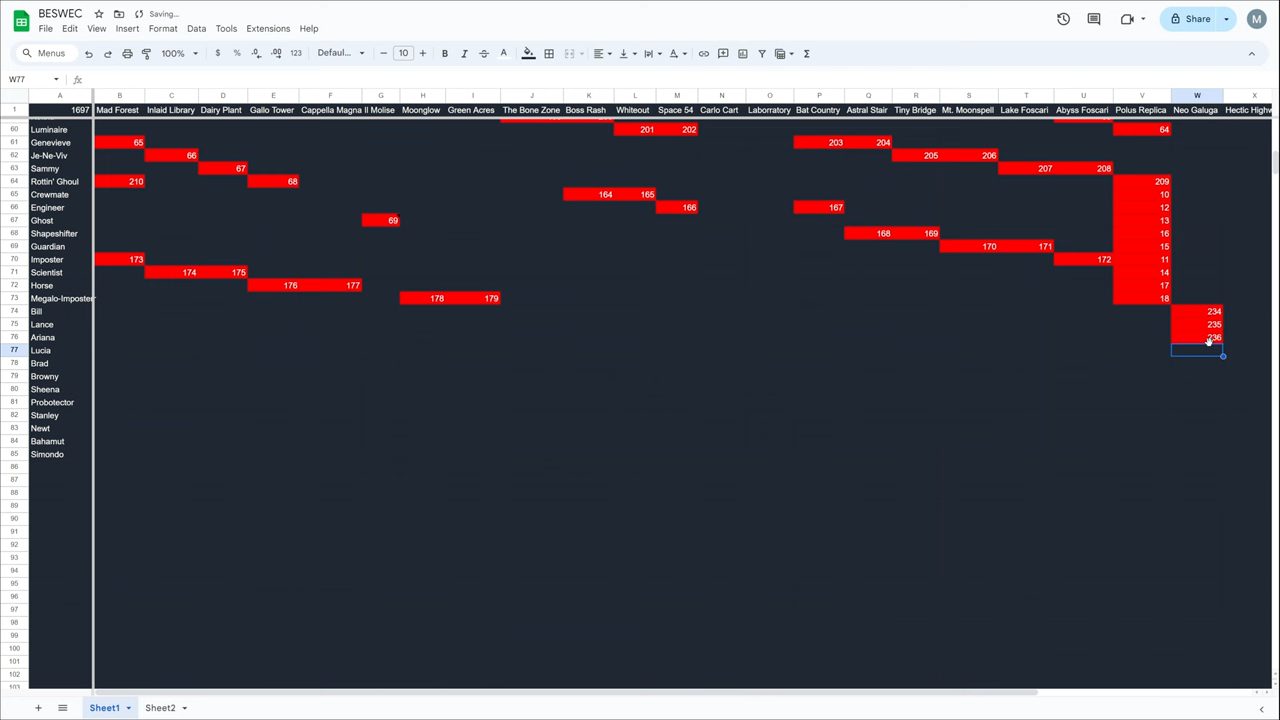 BESWEC Saving...
File Edit View Insert Format Data Tools Extensions Help
Share M
Menus 100% $ % .0 .00 123 Defaul... 10 B I A
W77 fx
A B C D E F G H I J K L M N O P Q R S T U V W X
1 1697 Mad Forest Inlaid Library Dairy Plant Gallo Tower Cappella Magna Il Molise Moonglow Green Acres The Bone Zone Boss Rash Whiteout Space 54 Carlo Cart Laborratory Bat Country Astral Stair Tiny Bridge Mt. Moonspell Lake Foscari Abyss Foscari Polus Replica Neo Galuga Hectic Highw
60 Luminaire 201 202 64
61 Genevieve 65 203 204
62 Je-Ne-Viv 66 205 206
63 Sammy 67 207 208
64 Rottin' Ghoul 210 68 209
65 Crewmate 164 165 10
66 Engineer 166 167 12
67 Ghost 69 13
68 Shapeshifter 168 169 16
69 Guardian 170 171 15
70 Imposter 173 172 11
71 Scientist 174 175 14
72 Horse 176 177 17
73 Megalo-Imposter 178 179 18
74 Bill 234
75 Lance 235
76 Ariana 236
77 Lucia
78 Brad
79 Browny
80 Sheena
81 Probotector
82 Stanley
83 Newt
84 Bahamut
85 Simondo
86
87
88
89
90
91
92
93
94
95
96
97
98
99
100
101
102
103
Sheet1 Sheet2